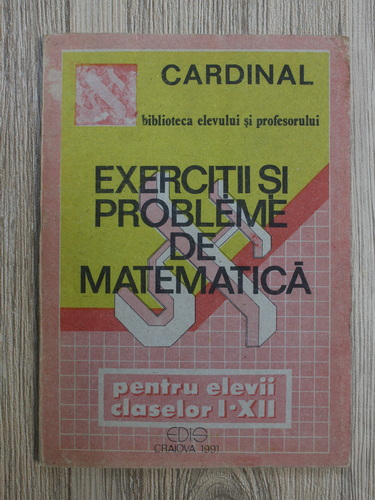 CARDINAL
biblioteca elevului și profesorului
EXERCIȚII ȘI
PROBLEME
DE
MATEMATICĂ
pentru elevii
claselor I·XII
EDIS
CRAIOVA 1991